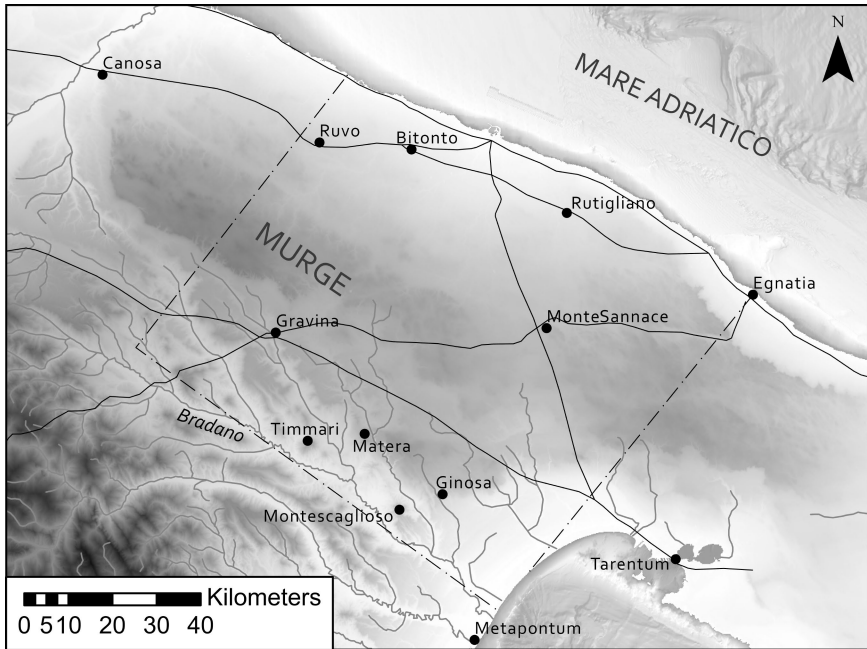 N
MARE ADRIATICO
Canosa
Ruvo
Bitonto
Rutigliano
MURGE
Egnatia
MonteSannace
Gravina
Bradano
Timmari
Matera
Ginosa
Montescaglioso
Tarentum
Metapontum
Kilometers
0 5 10 20 30 40